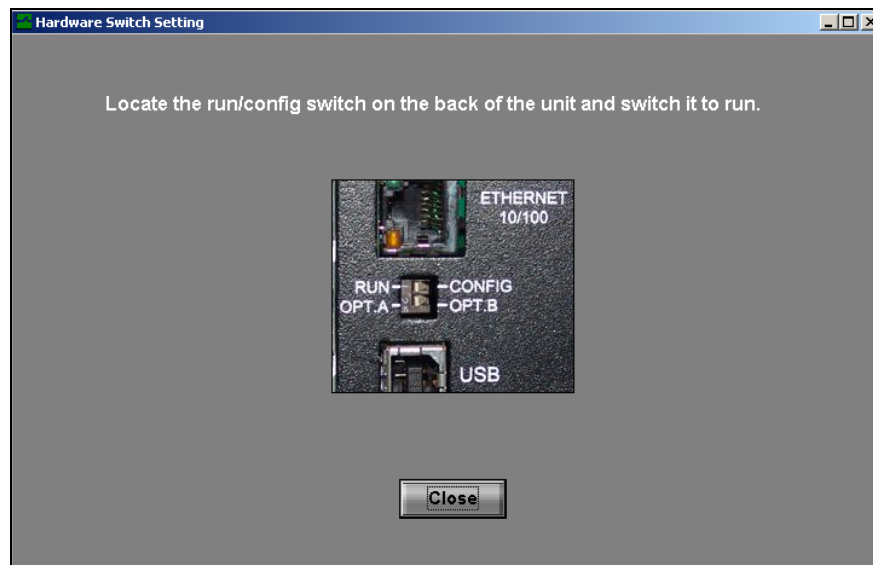 Hardware Switch Setting
Locate the run/config switch on the back of the unit and switch it to run.
ETHERNET
10/100
RUN CONFIG
OPT.A OPT.B
USB
Close